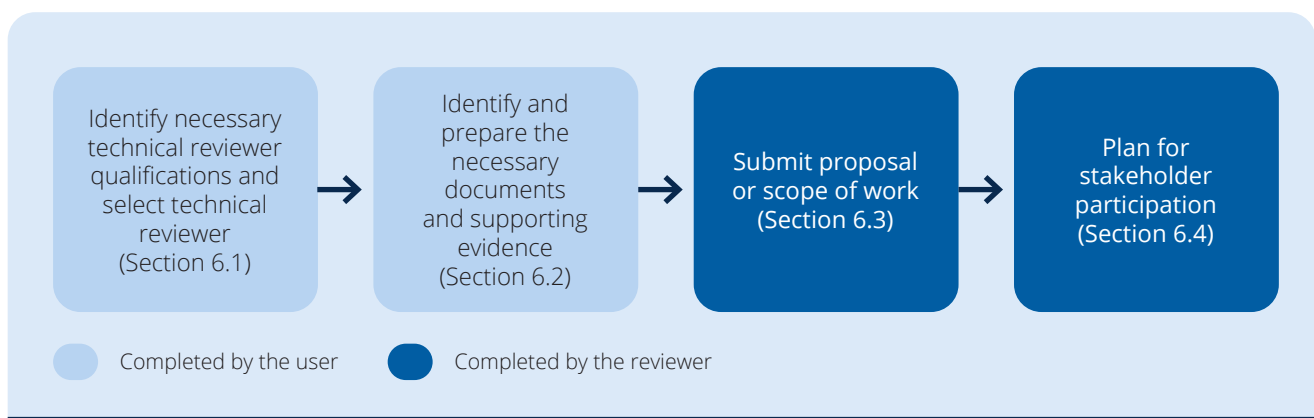 Identify necessary
technical reviewer
qualifications and
select technical
reviewer
(Section 6.1)
Identify and
prepare the
necessary
documents
and supporting
evidence
(Section 6.2)
Submit proposal
or scope of work
(Section 6.3)
Plan for
stakeholder
participation
(Section 6.4)
Completed by the user
Completed by the reviewer